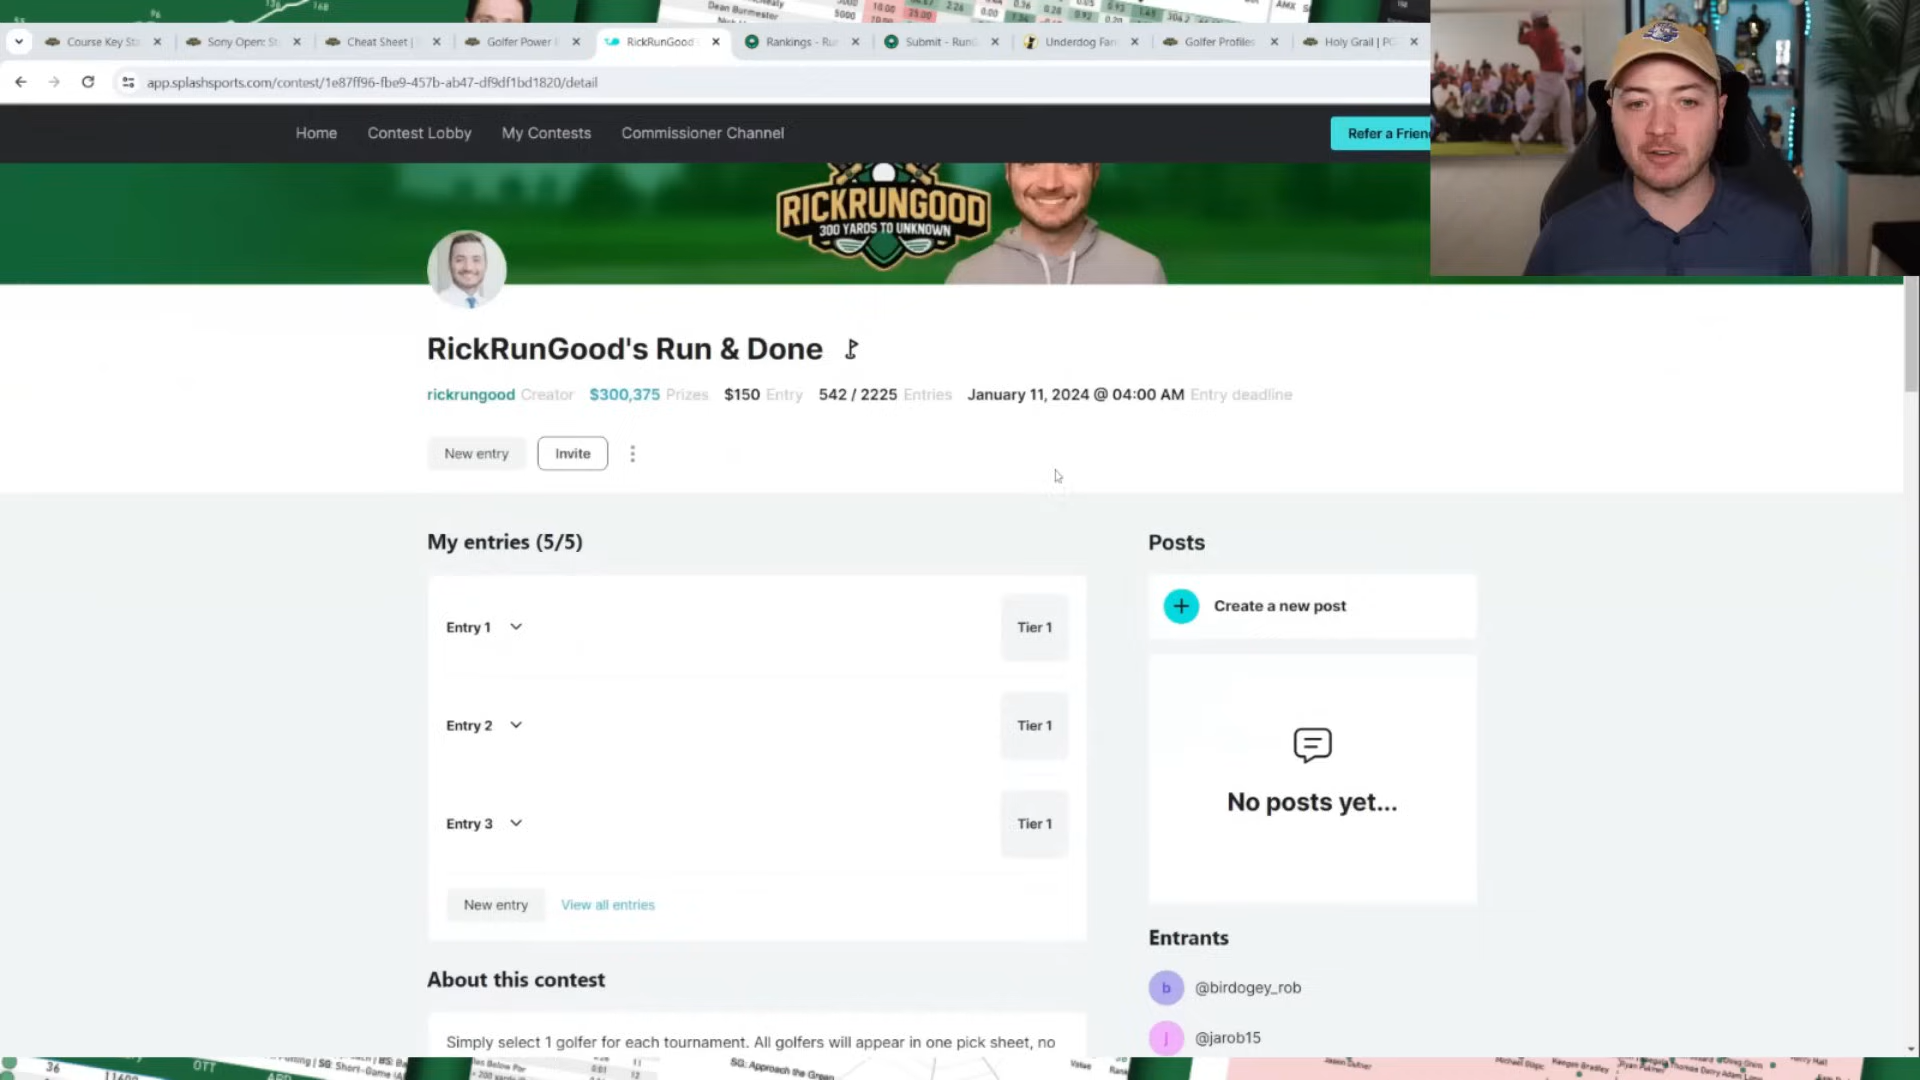 Course Key Sta
Sony Open: St
Cheat Sheet |
Golfer Power
RickRunGood
Rankings - Run
Submit - RunG
Underdog Fan
Golfer Profiles
Holy Grail | PG
app.splashsports.com/contest/1e87ff96-fbe9-457b-ab47-df9df1bd1820/detail
Home
Contest Lobby
My Contests
Commissioner Channel
Refer a Frien
RICKRUNGOOD
300 YARDS TO UNKNOWN
RickRunGood's Run & Done
rickrungood Creator $300,375 Prizes $150 Entry 542 / 2225 Entries January 11, 2024 @ 04:00 AM Entry deadline
New entry
Invite
My entries (5/5)
Entry 1
Tier 1
Entry 2
Tier 1
Entry 3
Tier 1
New entry
View all entries
Posts
+ Create a new post
No posts yet...
Entrants
b @birdogey_rob
j @jarob15
About this contest
Simply select 1 golfer for each tournament. All golfers will appear in one pick sheet, no